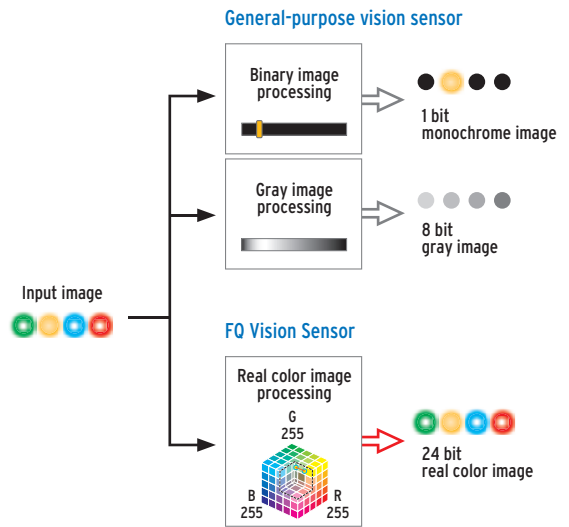 General-purpose vision sensor
Binary image
processing
1 bit
monochrome image
Gray image
processing
8 bit
gray image
Input image
FQ Vision Sensor
Real color image
processing
G
255
B
255
R
255
24 bit
real color image